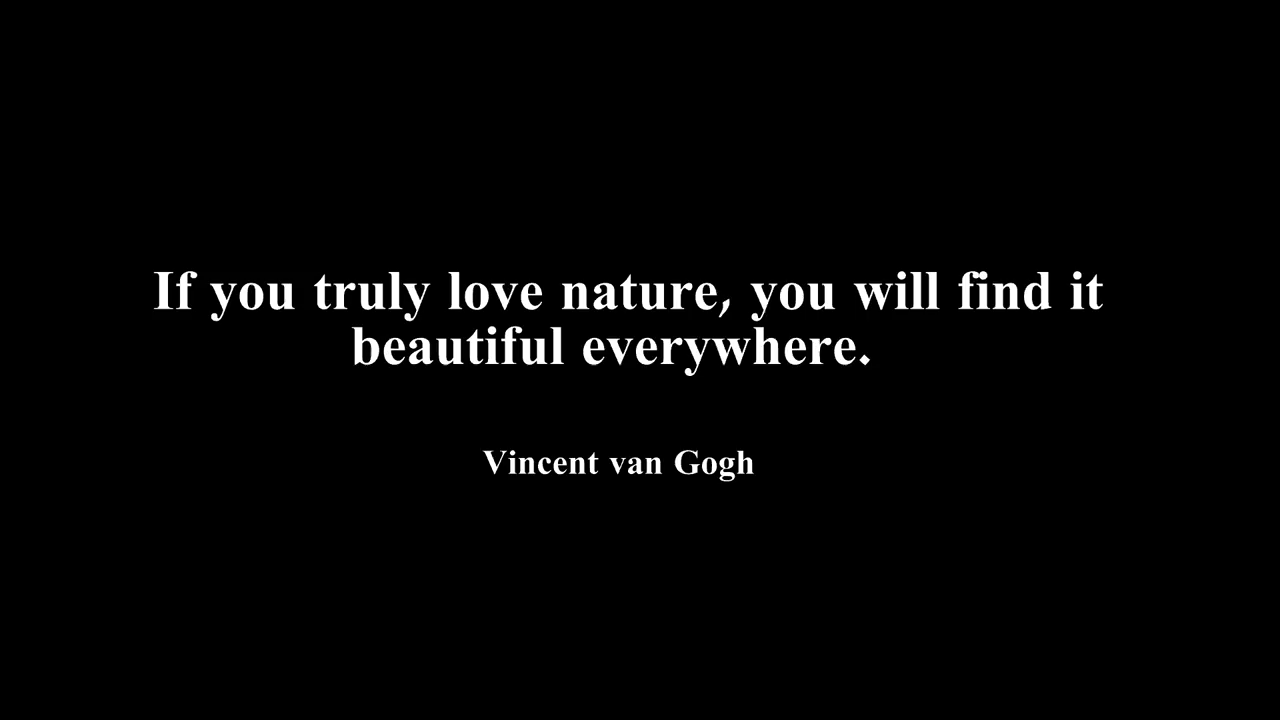 If you truly love nature, you will find it
beautiful everywhere.
Vincent van Gogh